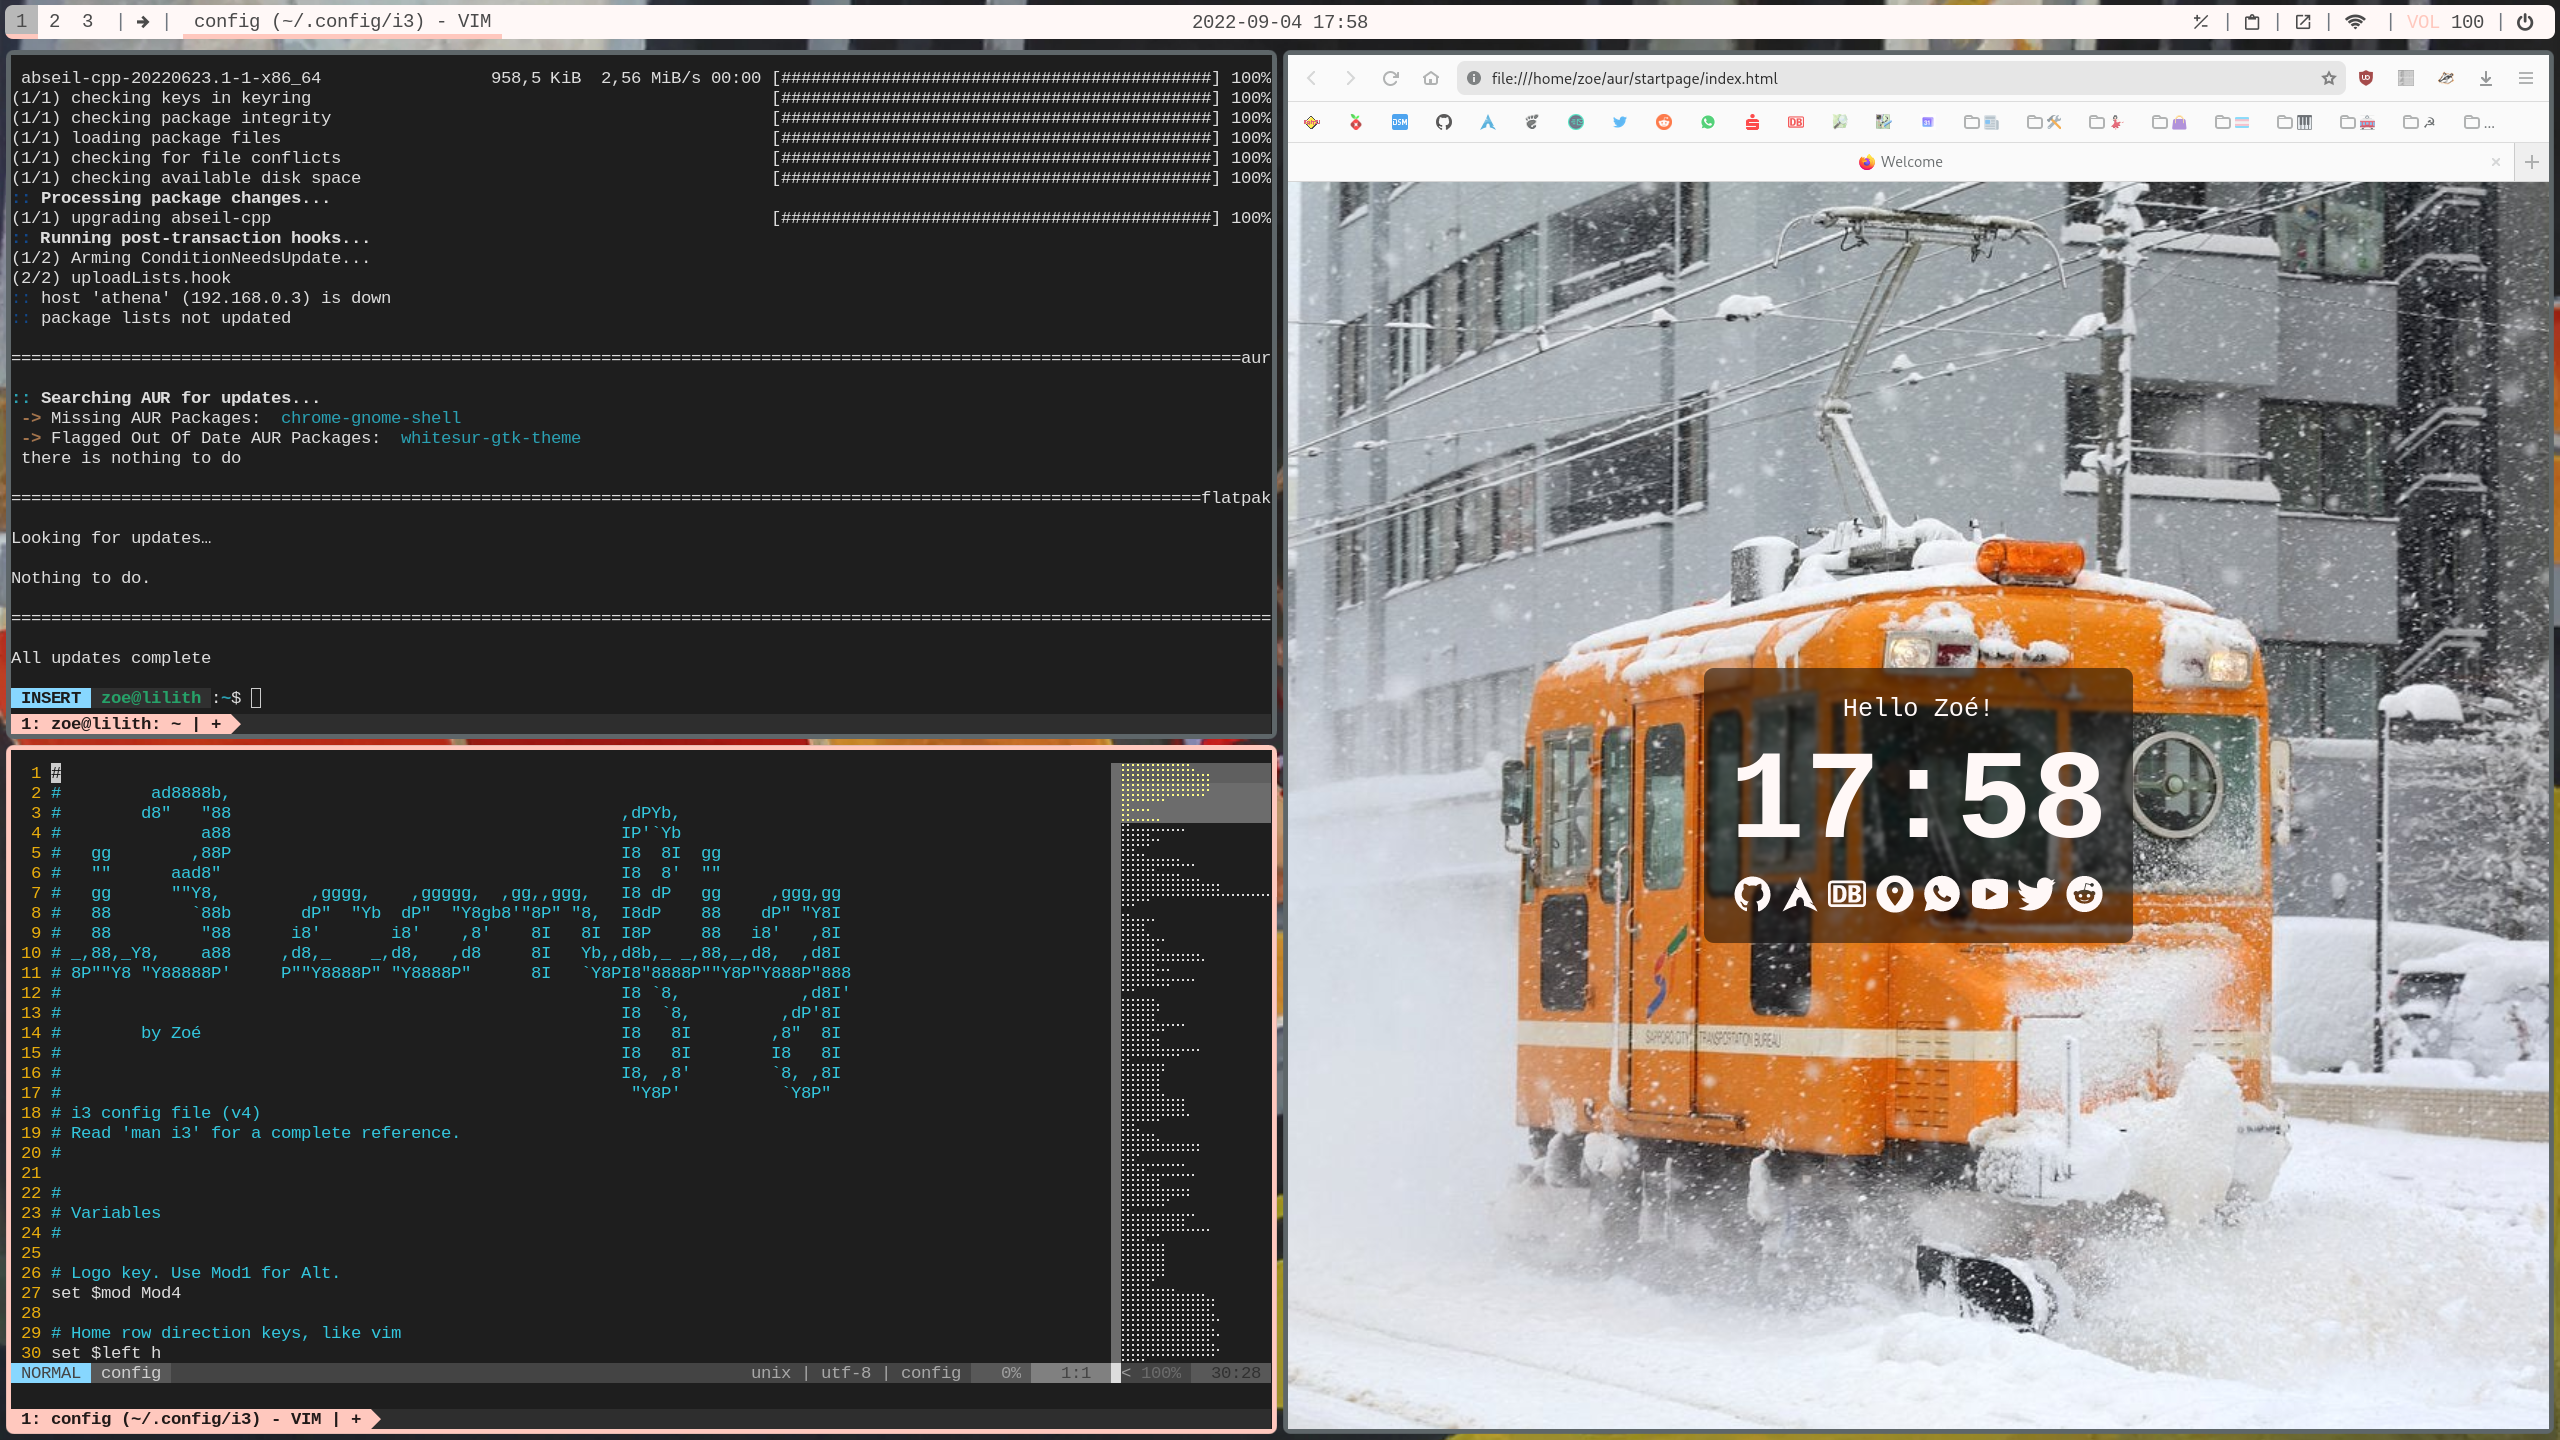 1 2 3 | | config (~/.config/i3) - VIM
2022-09-04 17:58
| | | | VOL 100 |
abseil-cpp-20220623.1-1-x86_64 958,5 KiB 2,56 MiB/s 00:00 [###########################################] 100%
(1/1) checking keys in keyring [###########################################] 100%
(1/1) checking package integrity [###########################################] 100%
(1/1) loading package files [###########################################] 100%
(1/1) checking for file conflicts [###########################################] 100%
(1/1) checking available disk space [###########################################] 100%
:: Processing package changes...
(1/1) upgrading abseil-cpp [###########################################] 100%
:: Running post-transaction hooks...
(1/2) Arming ConditionNeedsUpdate...
(2/2) uploadLists.hook
:: host 'athena' (192.168.0.3) is down
:: package lists not updated
===========================================================================================================================aur
:: Searching AUR for updates...
-> Missing AUR Packages: chrome-gnome-shell
-> Flagged Out Of Date AUR Packages: whitesur-gtk-theme
there is nothing to do
=======================================================================================================================flatpak
Looking for updates…
Nothing to do.
==============================================================================================================================
All updates complete
INSERT zoe@lilith :~$
1: zoe@lilith: ~ | +
1 #
2 #         ad8888b,
3 #        d8"   "88                                       ,dPYb,
4 #              a88                                       IP'`Yb
5 #   gg        ,88P                                       I8  8I  gg
6 #   ""      aad8"                                        I8  8'  ""
7 #   gg      ""Y8,         ,gggg,    ,ggggg,  ,gg,,ggg,   I8 dP   gg     ,ggg,gg
8 #   88        `88b       dP"  "Yb  dP"  "Y8gb8'"8P" "8,  I8dP    88    dP" "Y8I
9 #   88         "88      i8'       i8'    ,8'    8I   8I  I8P     88   i8'   ,8I
10 # _,88,_Y8,    a88     ,d8,_    _,d8,   ,d8     8I   Yb,,d8b,_ _,88,_,d8,  ,d8I
11 # 8P""Y8 "Y88888P'     P""Y8888P" "Y8888P"      8I   `Y8PI8"8888P""Y8P"Y888P"888
12 #                                                        I8 `8,            ,d8I'
13 #                                                        I8  `8,         ,dP'8I
14 #        by Zoé                                          I8   8I        ,8"  8I
15 #                                                        I8   8I        I8   8I
16 #                                                        I8, ,8'        `8, ,8I
17 #                                                         "Y8P'          `Y8P"
18 # i3 config file (v4)
19 # Read 'man i3' for a complete reference.
20 #
21
22 #
23 # Variables
24 #
25
26 # Logo key. Use Mod1 for Alt.
27 set $mod Mod4
28
29 # Home row direction keys, like vim
30 set $left h
NORMAL config unix | utf-8 | config 0% 1:1 < 100% 30:28
1: config (~/.config/i3) - VIM | +
file:///home/zoe/aur/startpage/index.html
DSM DB 31 ...
Welcome
Hello Zoé!
17:58
DB
SAPPORO CITY TRANSPORTATION BUREAU